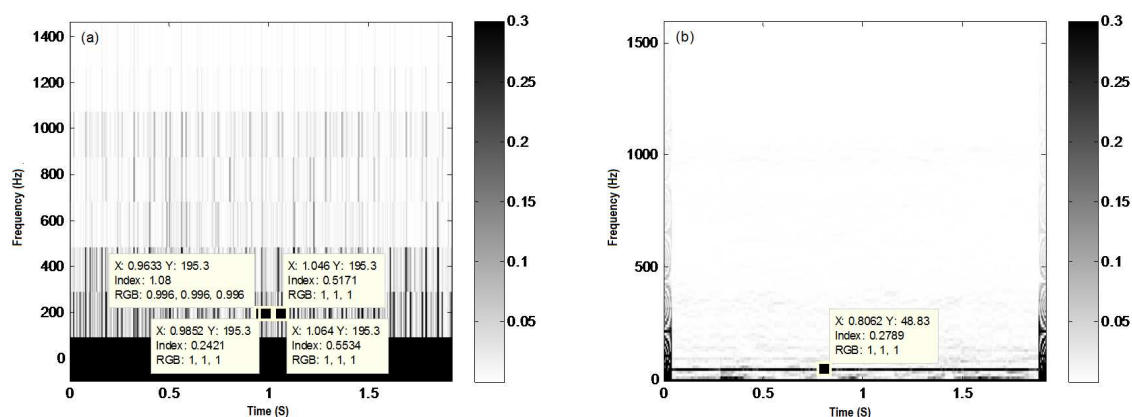 (a)
1400
1200
1000
800
600
400
200
0
Frequency (Hz)
X: 0.9633 Y: 195.3
Index: 1.08
RGB: 0.996, 0.996, 0.996
X: 1.046 Y: 195.3
Index: 0.5171
RGB: 1, 1, 1
X: 0.9852 Y: 195.3
Index: 0.2421
RGB: 1, 1, 1
X: 1.064 Y: 195.3
Index: 0.5534
RGB: 1, 1, 1
0 0.5 1 1.5
Time (S)
0.3
0.25
0.2
0.15
0.1
0.05
(b)
1500
1000
500
0
Frequency (Hz)
X: 0.8062 Y: 48.83
Index: 0.2789
RGB: 1, 1, 1
0 0.5 1 1.5
Time (S)
0.3
0.25
0.2
0.15
0.1
0.05